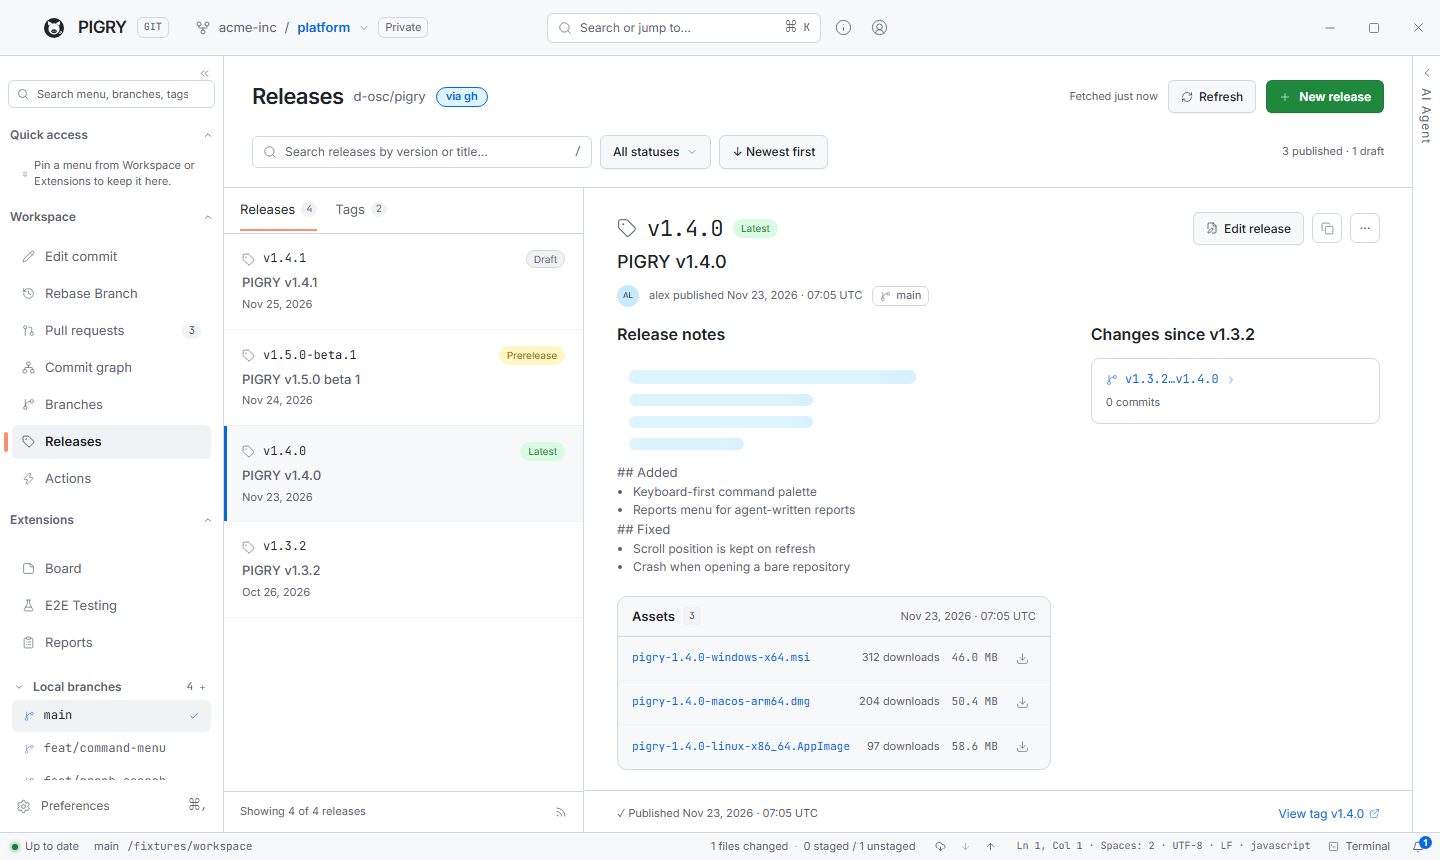 PIGRY GIT acme-inc / platform Private
Search or jump to... ⌘ K
Search menu, branches, tags
Quick access
Pin a menu from Workspace or
Extensions to keep it here.
Workspace
Edit commit
Rebase Branch
Pull requests 3
Commit graph
Branches
Releases
Actions
Extensions
Board
E2E Testing
Reports
Local branches 4 +
main
feat/command-menu
Preferences ⌘,
Releases d-osc/pigry via gh
Fetched just now Refresh + New release
Search releases by version or title... /
All statuses ↓ Newest first
3 published · 1 draft
Releases 4 Tags 2
v1.4.1 Draft
PIGRY v1.4.1
Nov 25, 2026
v1.5.0-beta.1 Prerelease
PIGRY v1.5.0 beta 1
Nov 24, 2026
v1.4.0 Latest
PIGRY v1.4.0
Nov 23, 2026
v1.3.2
PIGRY v1.3.2
Oct 26, 2026
Showing 4 of 4 releases
v1.4.0 Latest
Edit release ...
PIGRY v1.4.0
AL alex published Nov 23, 2026 · 07:05 UTC main
Release notes
## Added
• Keyboard-first command palette
• Reports menu for agent-written reports
## Fixed
• Scroll position is kept on refresh
• Crash when opening a bare repository
Changes since v1.3.2
v1.3.2…v1.4.0
0 commits
Assets 3 Nov 23, 2026 · 07:05 UTC
pigry-1.4.0-windows-x64.msi 312 downloads 46.0 MB
pigry-1.4.0-macos-arm64.dmg 204 downloads 50.4 MB
pigry-1.4.0-linux-x86_64.AppImage 97 downloads 58.6 MB
✓ Published Nov 23, 2026 · 07:05 UTC
View tag v1.4.0
AI Agent
Up to date main /fixtures/workspace
1 files changed · 0 staged / 1 unstaged ↓ ↑
Ln 1, Col 1 · Spaces: 2 · UTF-8 · LF · javascript
Terminal 1